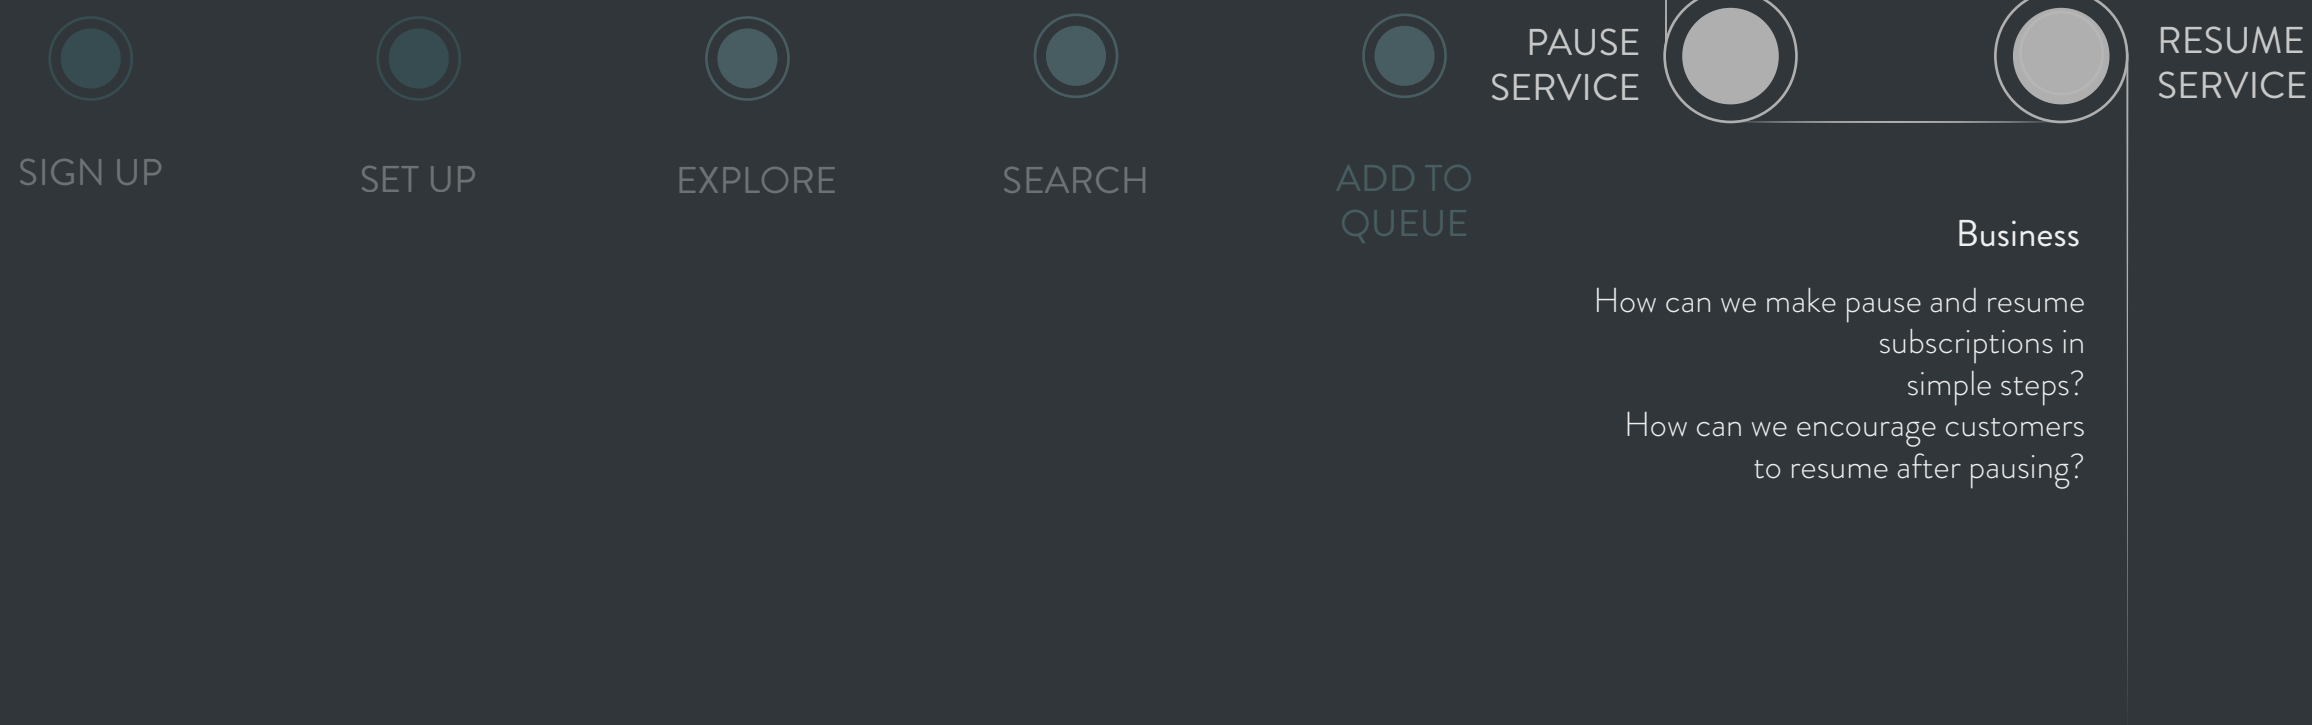 SIGN UP
SET UP
EXPLORE
SEARCH
ADD TO
QUEUE
PAUSE
SERVICE
RESUME
SERVICE
Business
How can we make pause and resume
subscriptions in
simple steps?
How can we encourage customers
to resume after pausing?